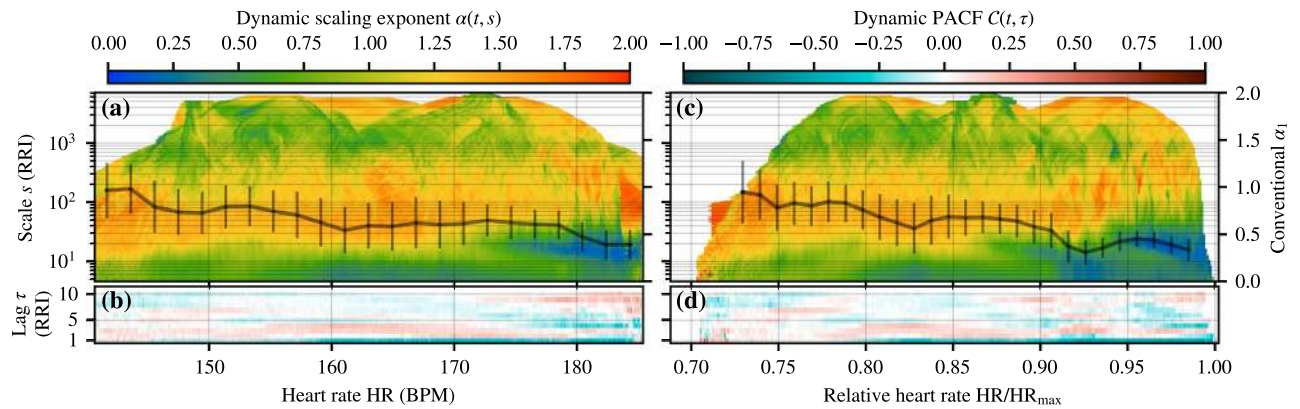 Dynamic scaling exponent α(t, s)
Dynamic PACF C(t, τ)
0.00 0.25 0.50 0.75 1.00 1.25 1.50 1.75 2.00
−1.00 −0.75 −0.50 −0.25 0.00 0.25 0.50 0.75 1.00
(a)
(c)
Scale s (RRI)
10³
10²
10¹
2.0
1.5
1.0
0.5
0.0
Conventional α₁
(b)
(d)
Lag τ
(RRI)
10
5
1
150 160 170 180
0.70 0.75 0.80 0.85 0.90 0.95 1.00
Heart rate HR (BPM)
Relative heart rate HR/HRₘₐₓ